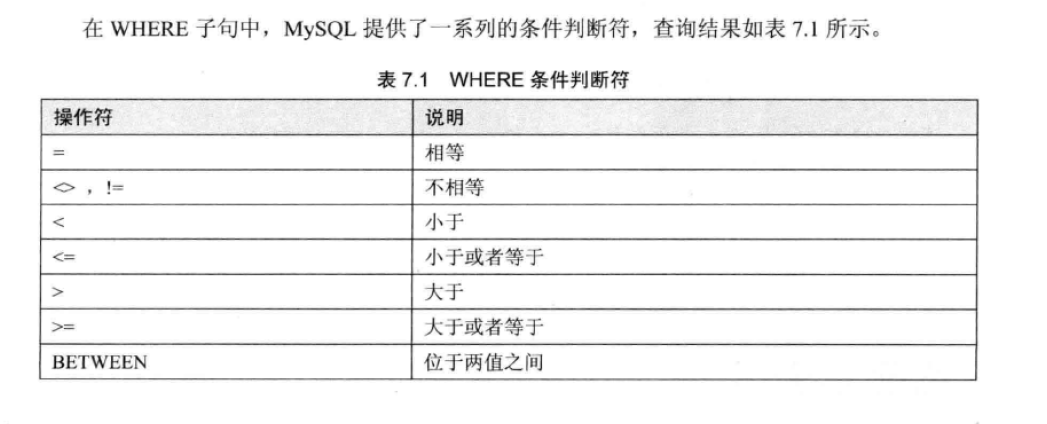 在 WHERE 子句中，MySQL 提供了一系列的条件判断符，查询结果如表 7.1 所示。
表 7.1 WHERE 条件判断符
操作符 说明
= 相等
<> , != 不相等
< 小于
<= 小于或者等于
> 大于
>= 大于或者等于
BETWEEN 位于两值之间